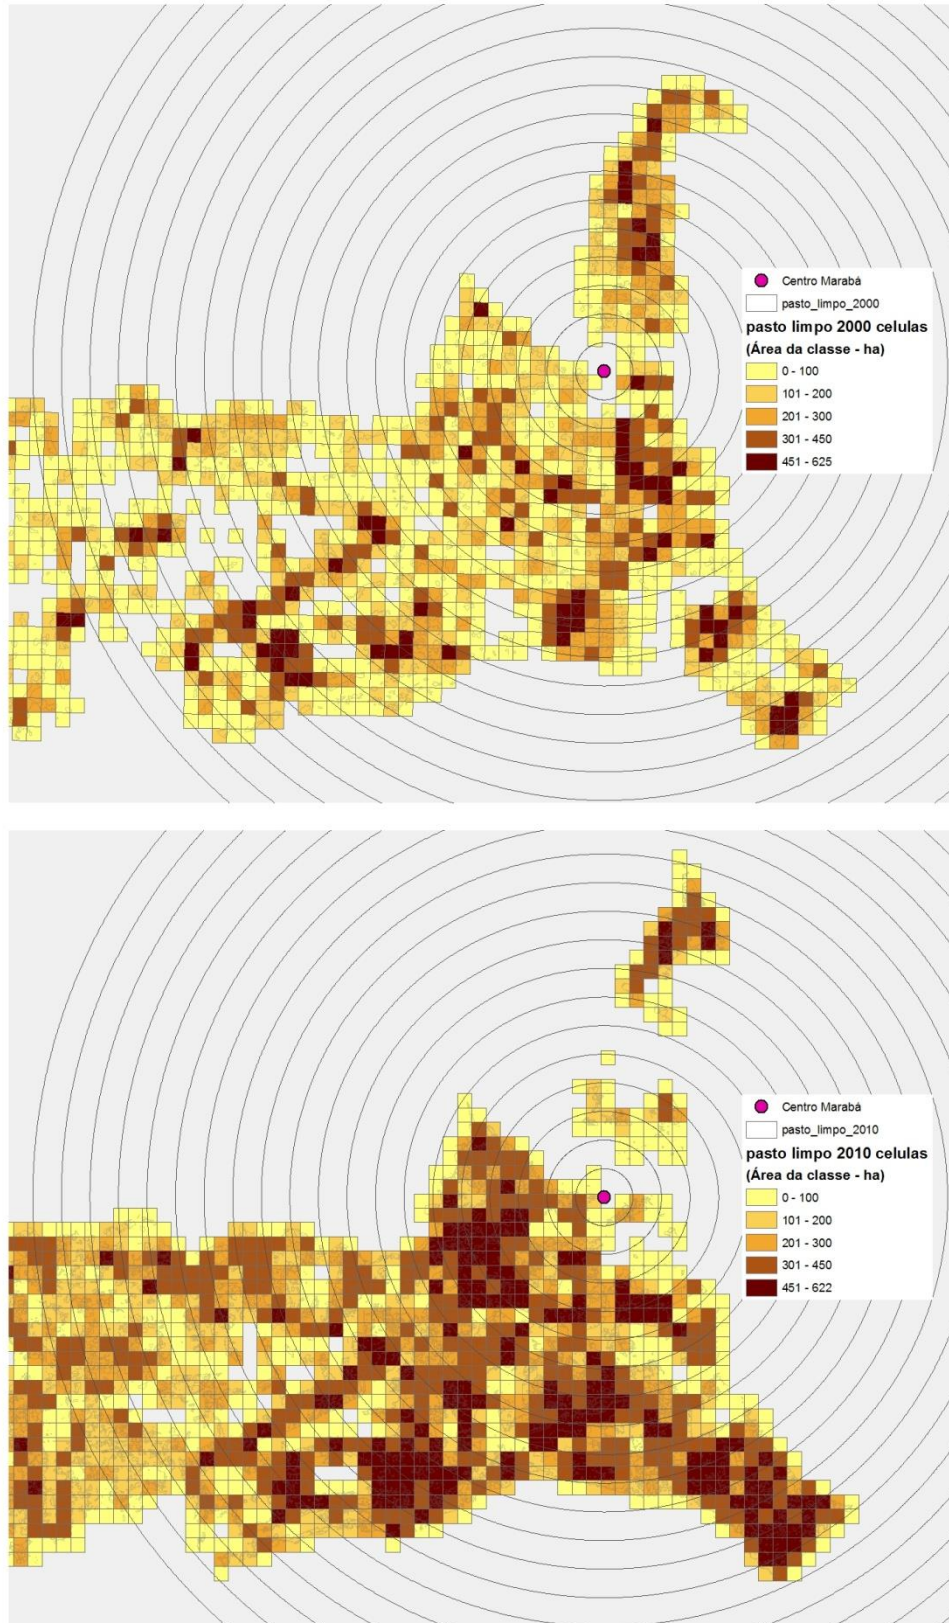 Centro Marabá
pasto_limpo_2000
pasto limpo 2000 celulas
(Área da classe - ha)
0 - 100
101 - 200
201 - 300
301 - 450
451 - 625
Centro Marabá
pasto_limpo_2010
pasto limpo 2010 celulas
(Área da classe - ha)
0 - 100
101 - 200
201 - 300
301 - 450
451 - 622